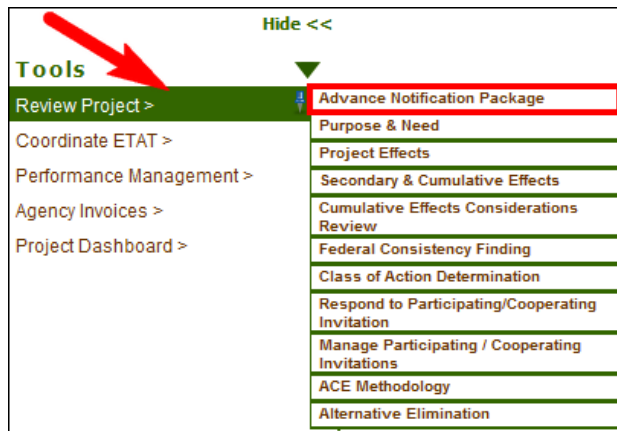 Hide <<
Tools
Review Project >
Coordinate ETAT >
Performance Management >
Agency Invoices >
Project Dashboard >
Advance Notification Package
Purpose & Need
Project Effects
Secondary & Cumulative Effects
Cumulative Effects Considerations
Review
Federal Consistency Finding
Class of Action Determination
Respond to Participating/Cooperating
Invitation
Manage Participating / Cooperating
Invitations
ACE Methodology
Alternative Elimination